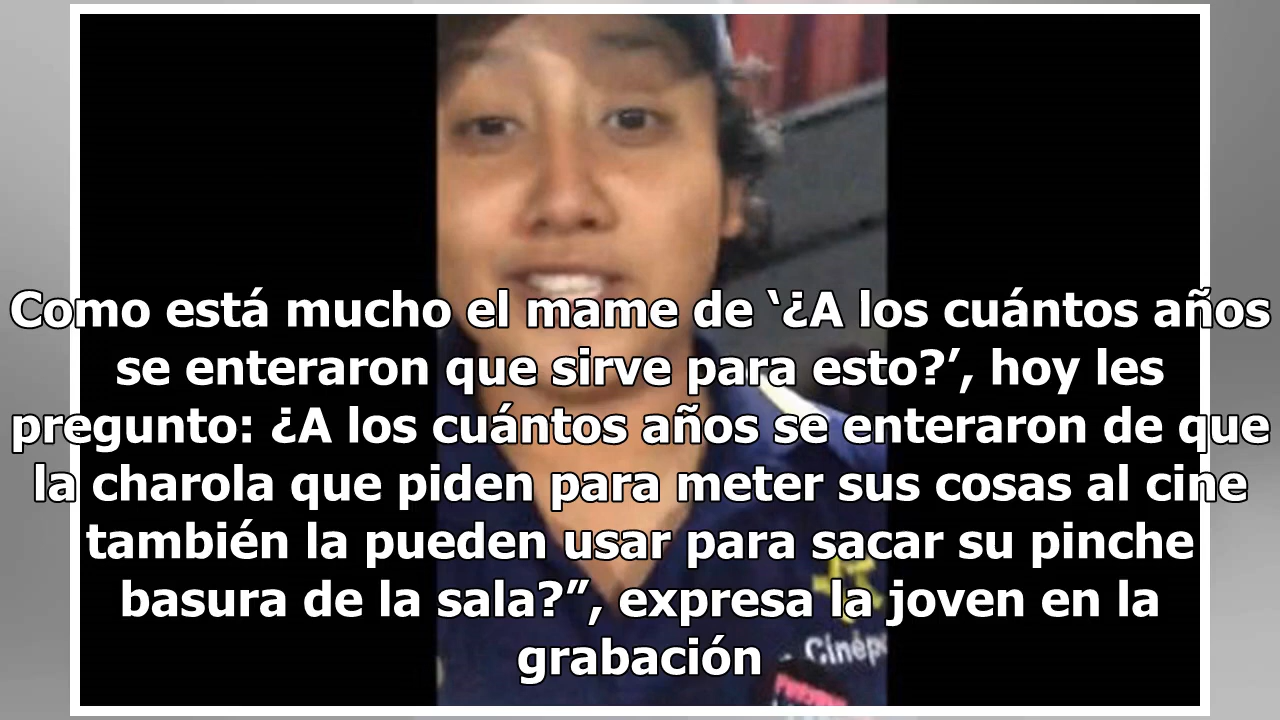 Como está mucho el mame de ‘¿A los cuántos años
se enteraron que sirve para esto?’, hoy les
pregunto: ¿A los cuántos años se enteraron de que
la charola que piden para meter sus cosas al cine
también la pueden usar para sacar su pinche
basura de la sala?”, expresa la joven en la
grabación